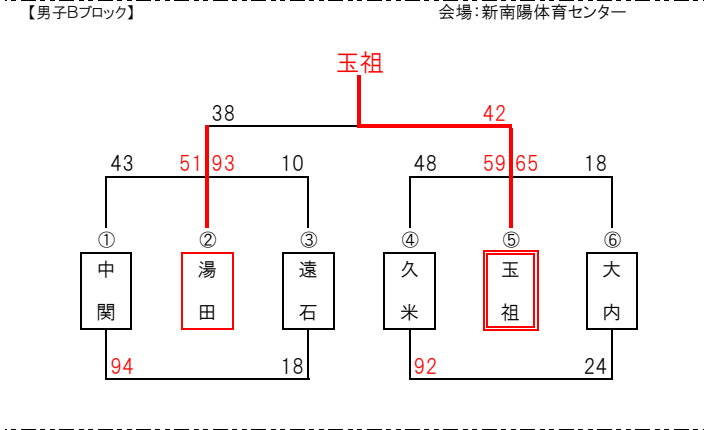 【男子Bブロック】 会場:新南陽体育センター
玉祖
38 42
43 51 93 10 48 59 65 18
① ② ③ ④ ⑤ ⑥
中関 湯田 遠石 久米 玉祖 大内
94 18 92 24